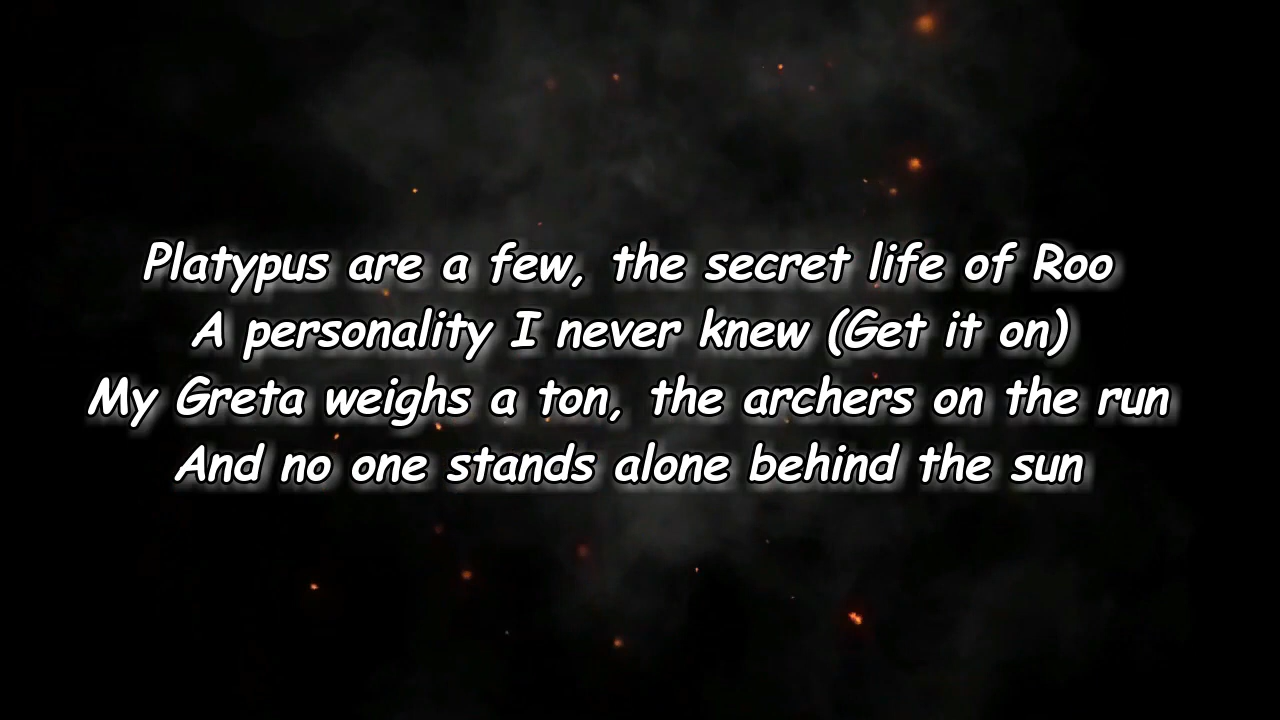 Platypus are a few, the secret life of Roo
A personality I never knew (Get it on)
My Greta weighs a ton, the archers on the run
And no one stands alone behind the sun